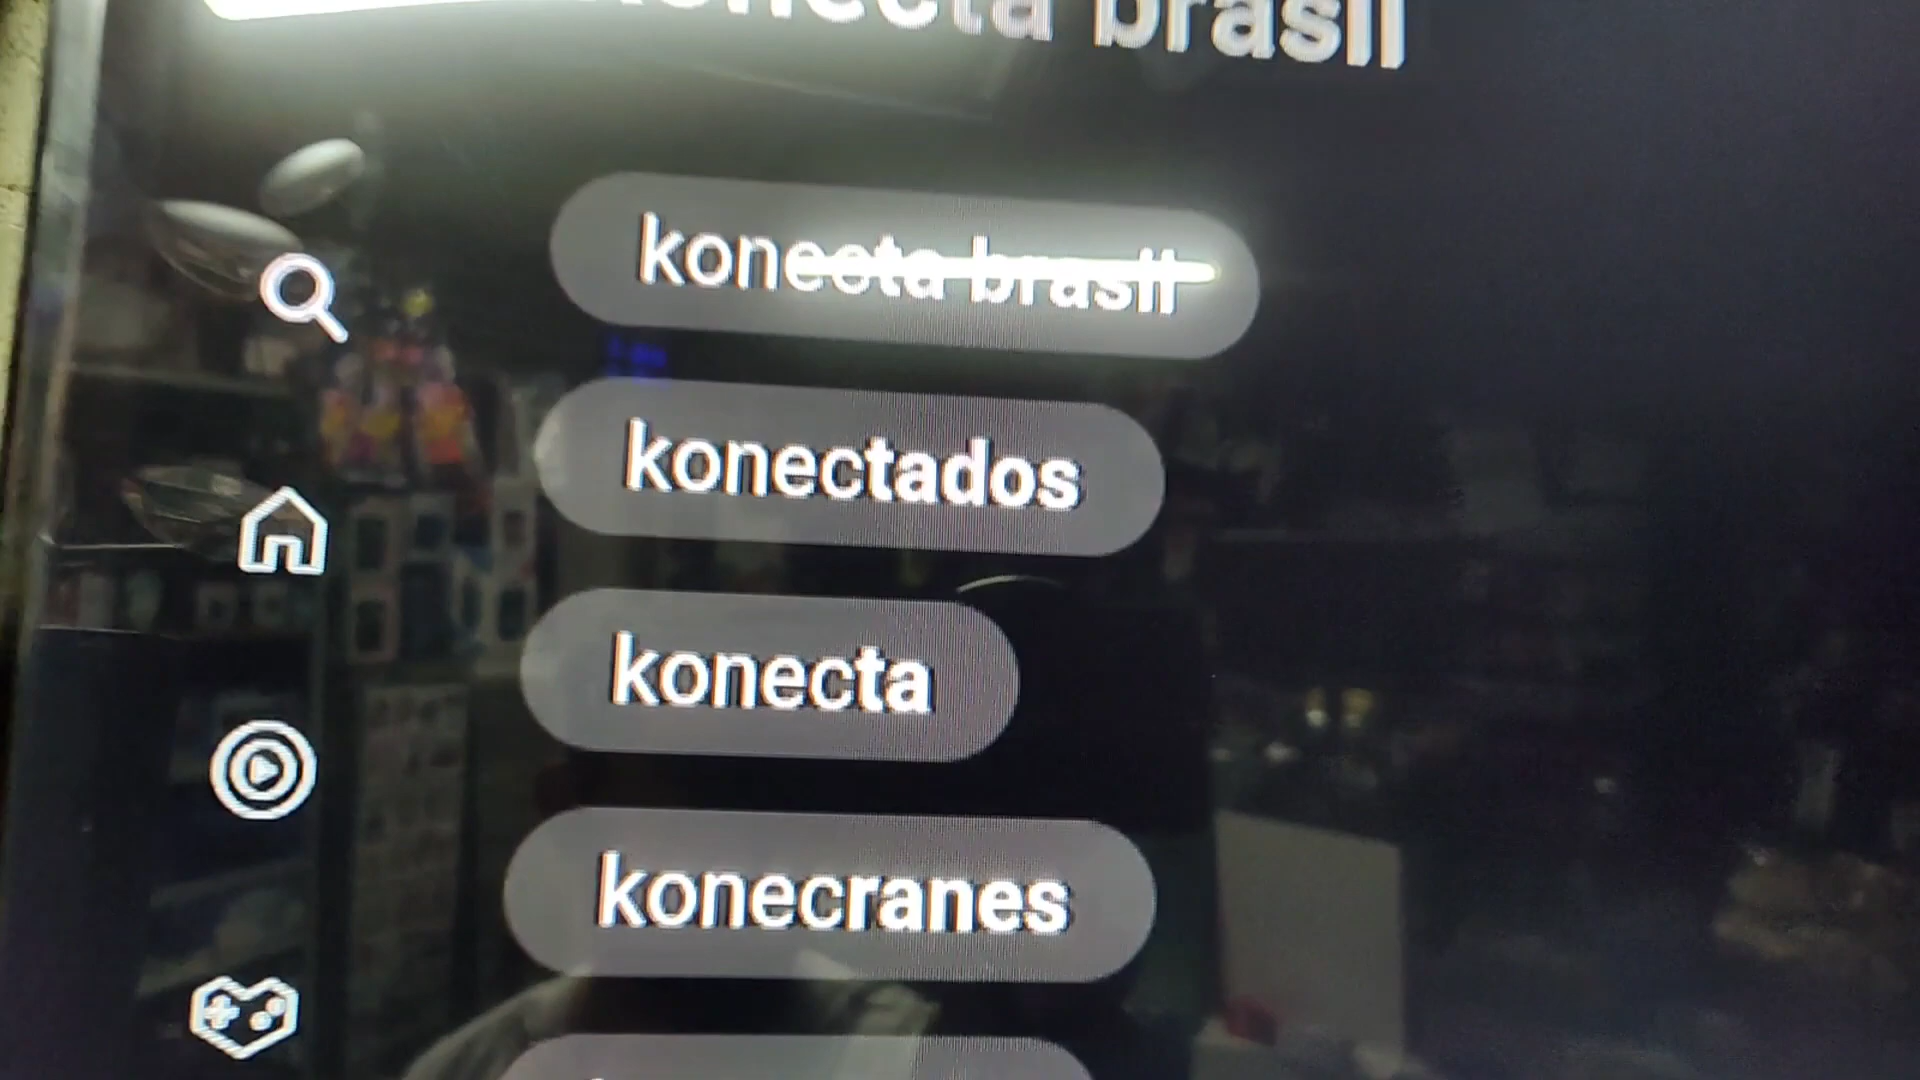 konecta brasil
konecta brasil
konectados
konecta
konecranes